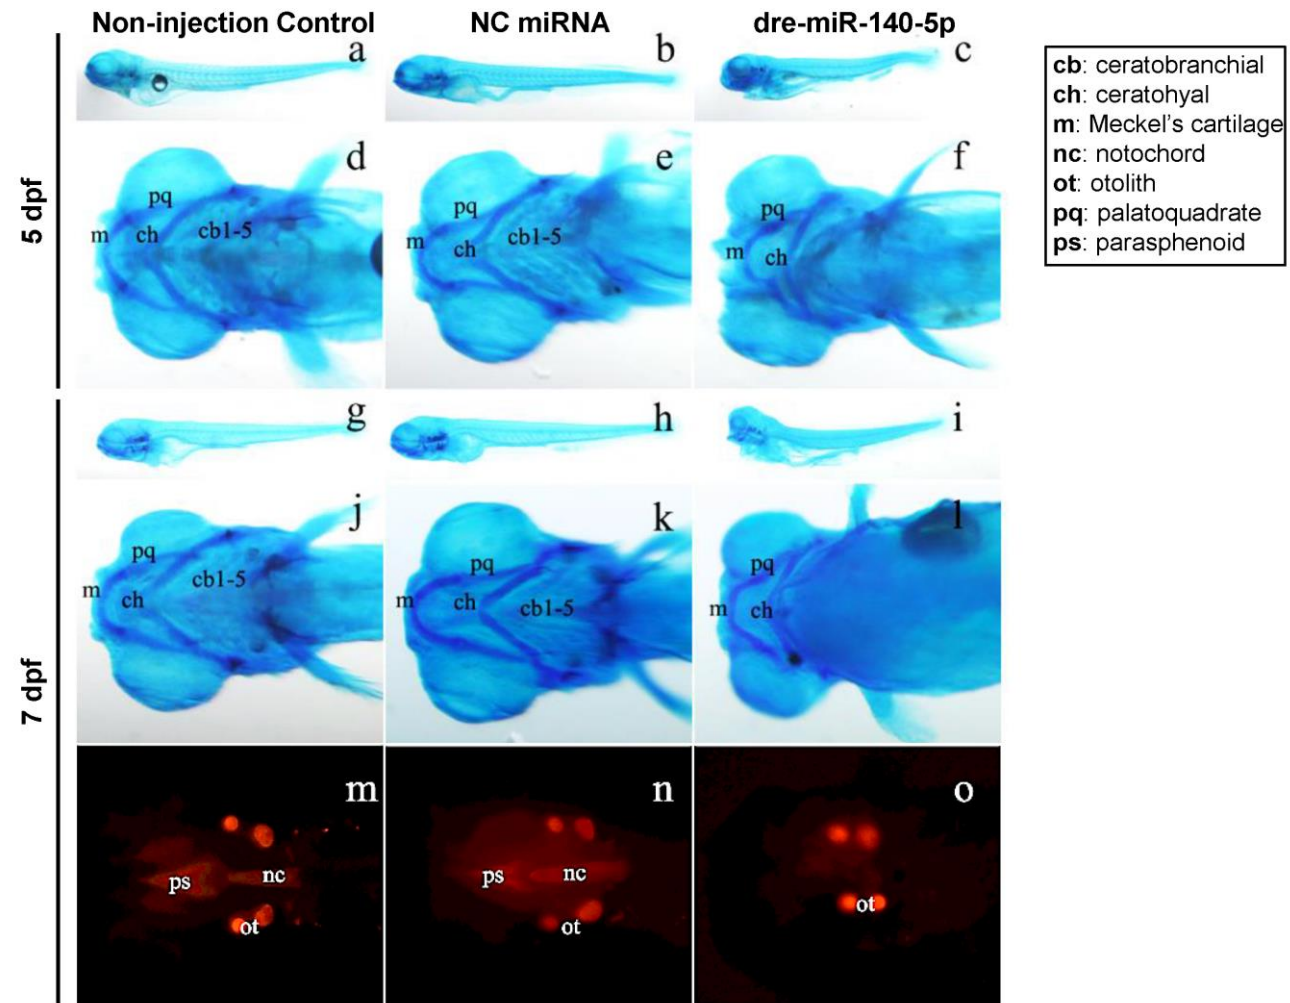 Non-injection Control
NC miRNA
dre-miR-140-5p
a
b
c
cb: ceratobranchial
ch: ceratohyal
m: Meckel's cartilage
nc: notochord
ot: otolith
pq: palatoquadrate
ps: parasphenoid
5 dpf
d
pq
m
ch
cb1-5
e
pq
m
ch
cb1-5
f
pq
m
ch
7 dpf
g
h
i
j
pq
m
ch
cb1-5
k
pq
m
ch
cb1-5
l
pq
m
ch
m
ps
nc
ot
n
ps
nc
ot
o
ot